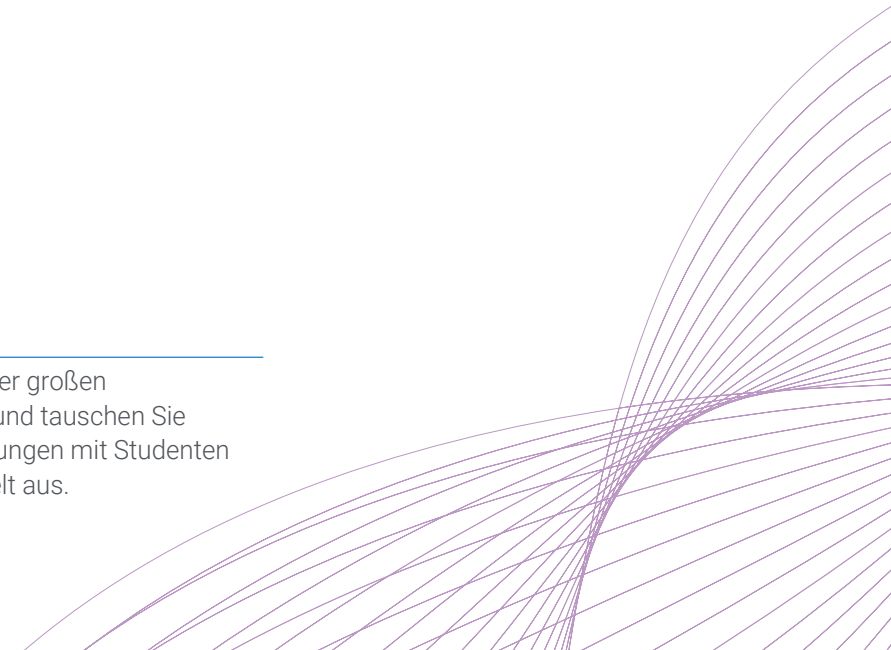 er großen
und tauschen Sie
ungen mit Studenten
lt aus.